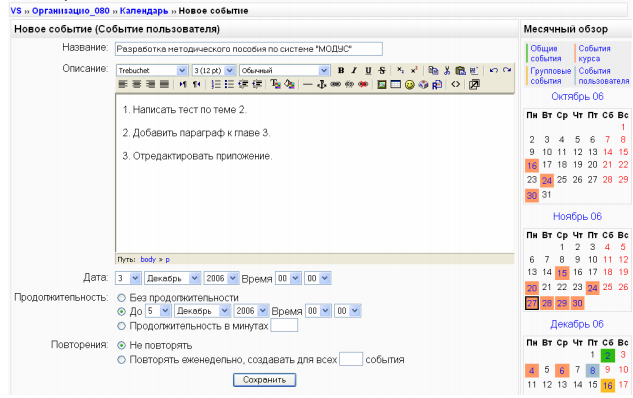 VS » Организацио_080 » Календарь » Новое событие
Новое событие (Событие пользователя)
Название: Разработка методического пособия по системе "МОДУС"
Описание: Trebuchet 3 (12 pt) Обычный B I U S
1. Написать тест по теме 2.
2. Добавить параграф к главе 3.
3. Отредактировать приложение.
Путь: body » p
Дата: 3 Декабрь 2006 Время 00 00
Продолжительность: Без продолжительности
До 5 Декабрь 2006 Время 00 00
Продолжительность в минутах
Повторения: Не повторять
Повторять еженедельно, создавать для всех события
Сохранить
Месячный обзор
Общие события
События курса
Групповые события
События пользователя
Октябрь 06
Пн Вт Ср Чт Пт Сб Вс
1
2 3 4 5 6 7 8
9 10 11 12 13 14 15
16 17 18 19 20 21 22
23 24 25 26 27 28 29
30 31
Ноябрь 06
Пн Вт Ср Чт Пт Сб Вс
1 2 3 4 5
6 7 8 9 10 11 12
13 14 15 16 17 18 19
20 21 22 23 24 25 26
27 28 29 30
Декабрь 06
Пн Вт Ср Чт Пт Сб Вс
1 2 3
4 5 6 7 8 9 10
11 12 13 14 15 16 17